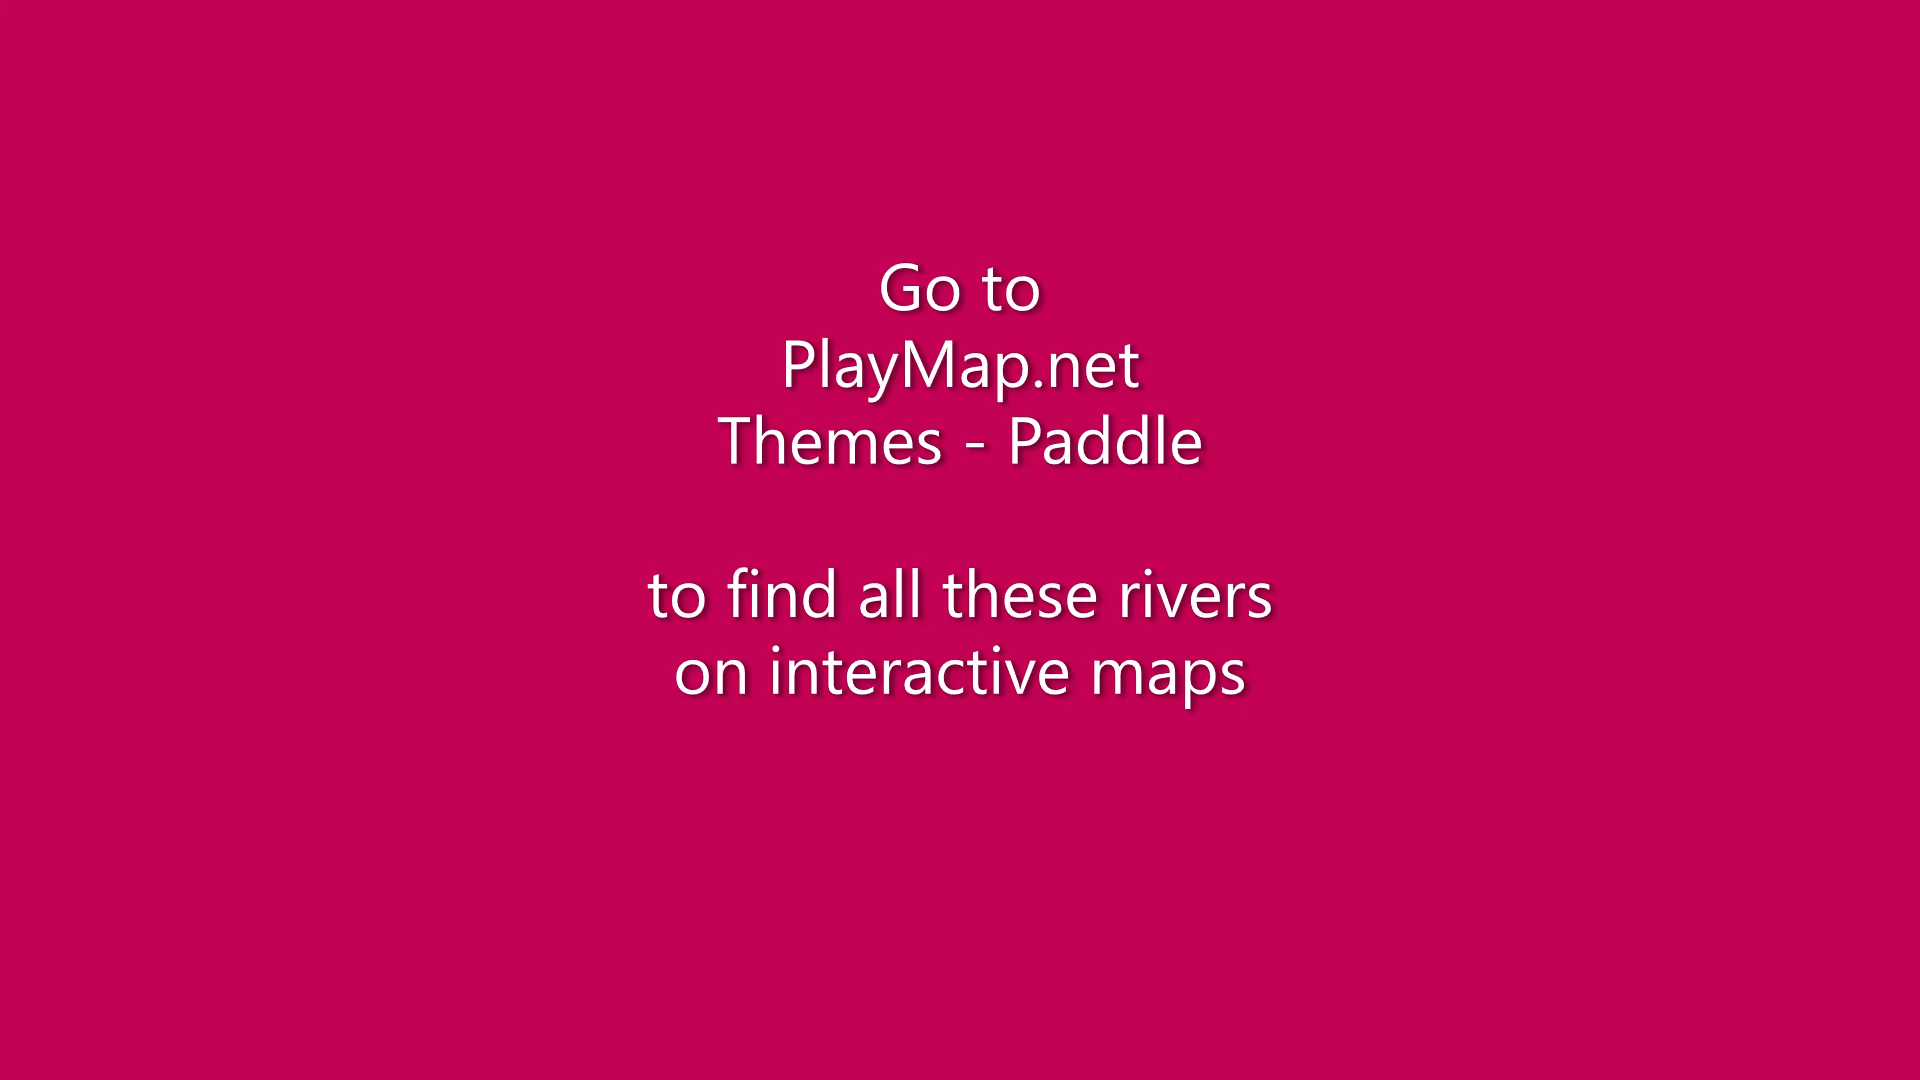 Go to
PlayMap.net
Themes - Paddle
to find all these rivers
on interactive maps